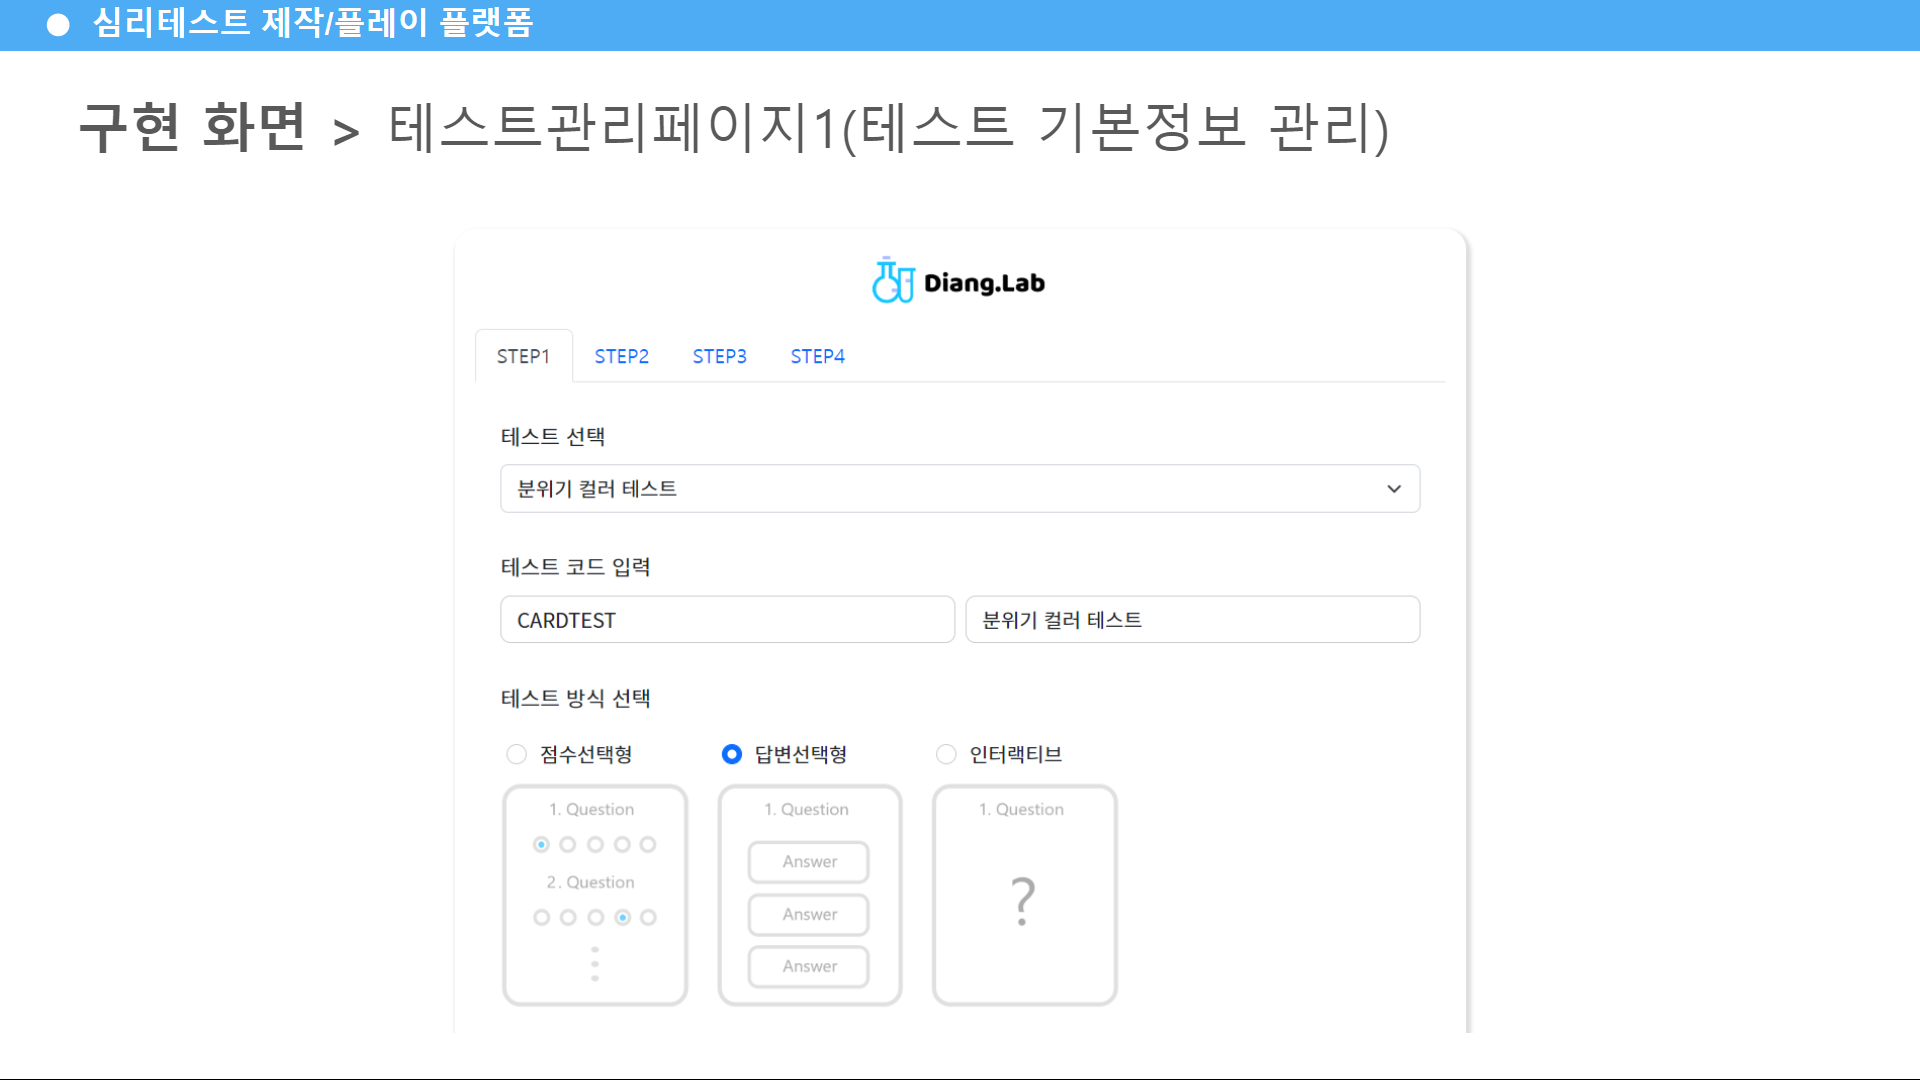 심리테스트 제작/플레이 플랫폼
구현 화면 > 테스트관리페이지1(테스트 기본정보 관리)
Diang.Lab
STEP1 STEP2 STEP3 STEP4
테스트 선택
분위기 컬러 테스트
테스트 코드 입력
CARDTEST 분위기 컬러 테스트
테스트 방식 선택
점수선택형 답변선택형 인터랙티브
1. Question 1. Question 1. Question
Answer
2. Question
?
Answer
Answer